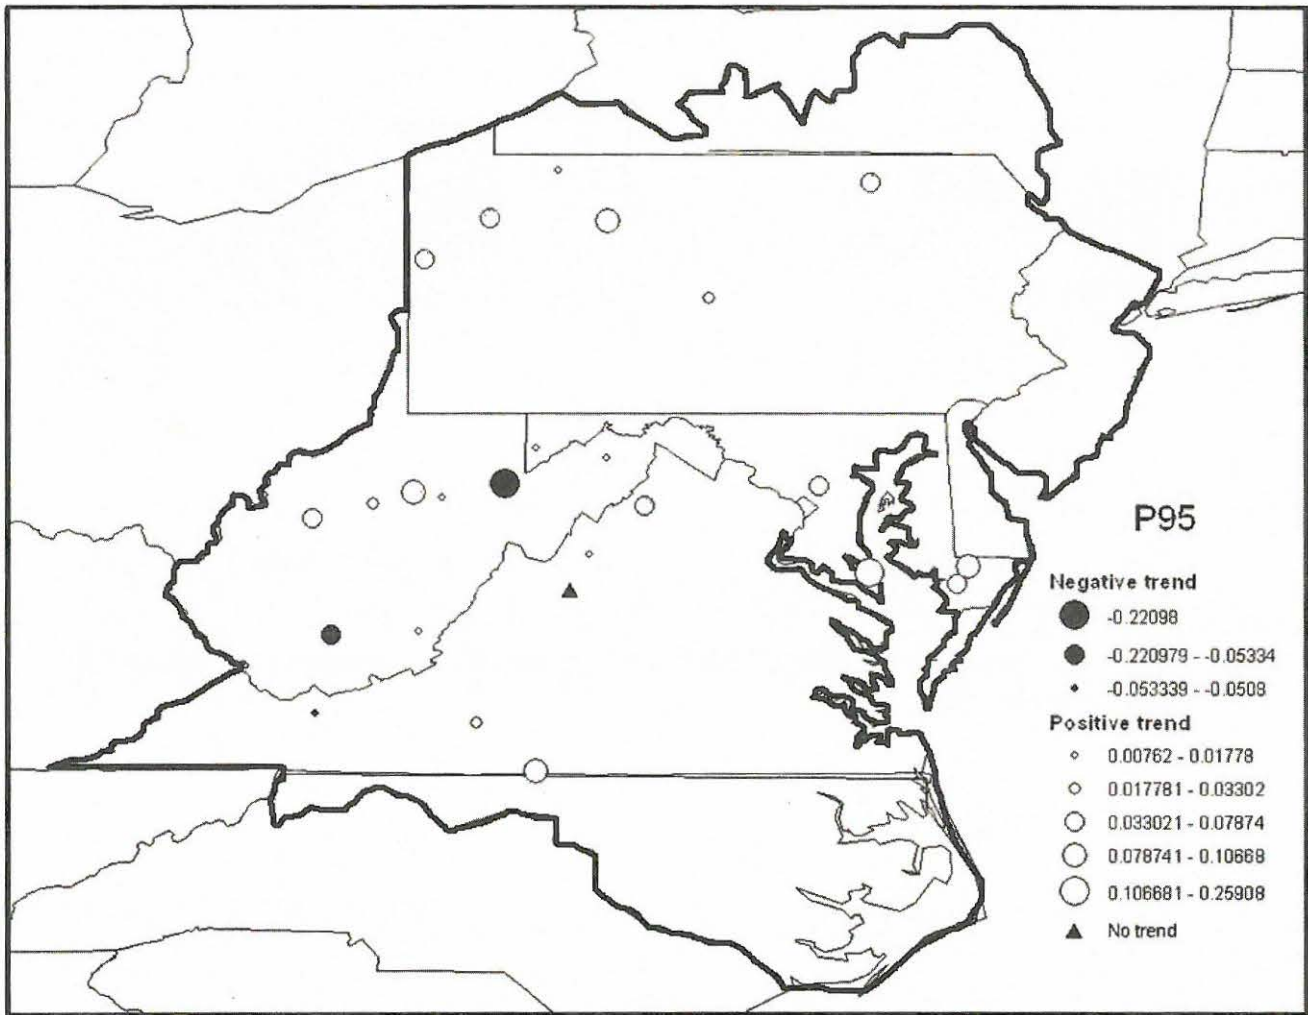 P95
Negative trend
-0.22098
-0.220979 - -0.05334
-0.053339 - -0.0508
Positive trend
0.00762 - 0.01778
0.017781 - 0.03302
0.033021 - 0.07874
0.078741 - 0.10668
0.106681 - 0.25908
No trend